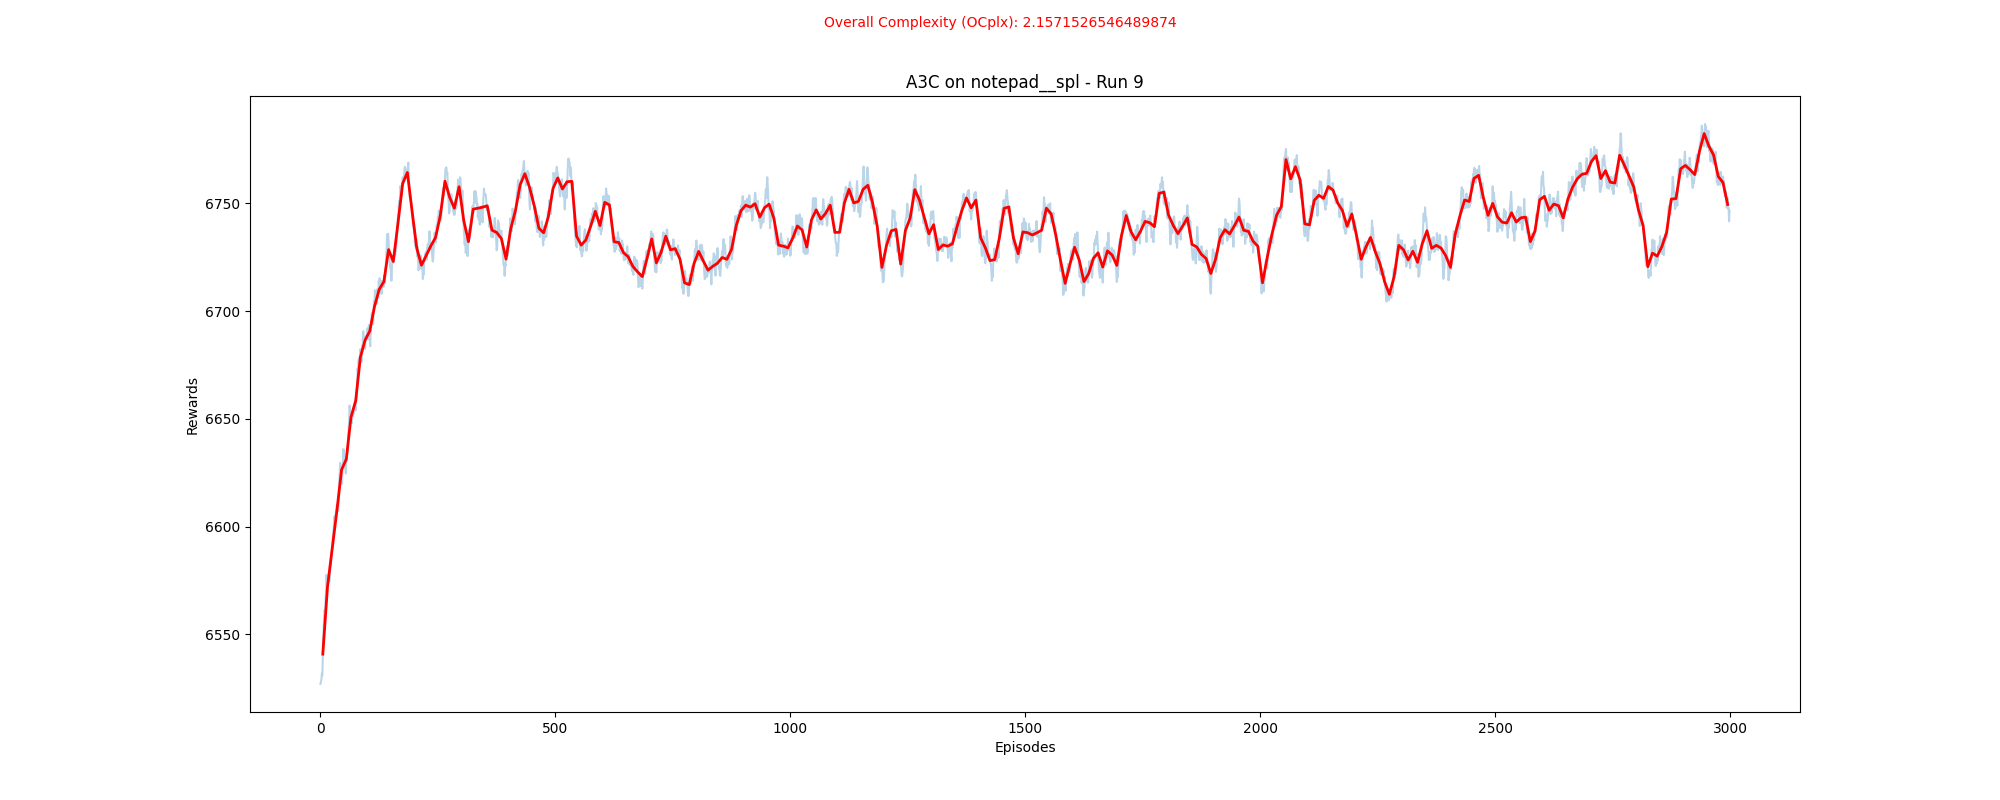 Overall Complexity (OCplx): 2.1571526546489874
A3C on notepad__spl - Run 9
6750
6700
6650
6600
6550
Rewards
0 500 1000 1500 2000 2500 3000
Episodes